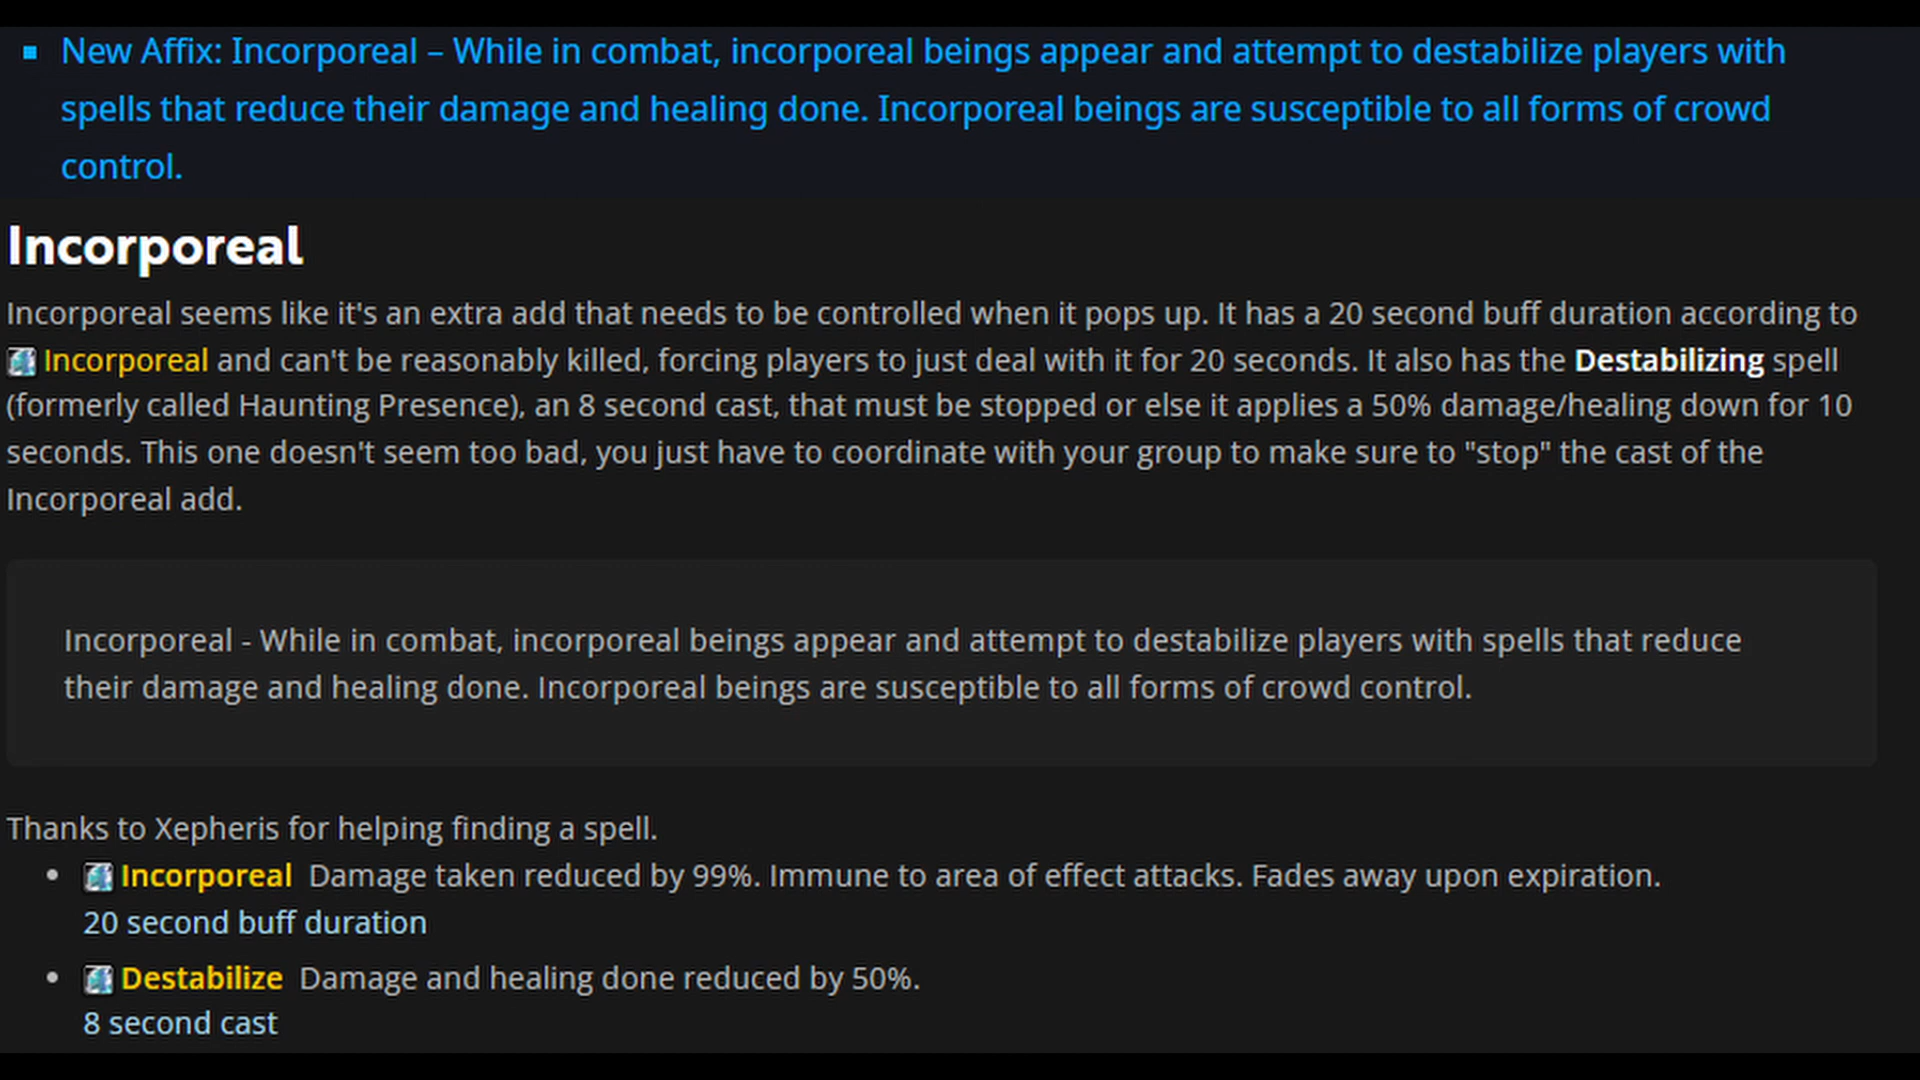 New Affix: Incorporeal – While in combat, incorporeal beings appear and attempt to destabilize players with
spells that reduce their damage and healing done. Incorporeal beings are susceptible to all forms of crowd
control.
Incorporeal
Incorporeal seems like it's an extra add that needs to be controlled when it pops up. It has a 20 second buff duration according to
Incorporeal and can't be reasonably killed, forcing players to just deal with it for 20 seconds. It also has the Destabilizing spell
(formerly called Haunting Presence), an 8 second cast, that must be stopped or else it applies a 50% damage/healing down for 10
seconds. This one doesn't seem too bad, you just have to coordinate with your group to make sure to "stop" the cast of the
Incorporeal add.
Incorporeal - While in combat, incorporeal beings appear and attempt to destabilize players with spells that reduce
their damage and healing done. Incorporeal beings are susceptible to all forms of crowd control.
Thanks to Xepheris for helping finding a spell.
Incorporeal Damage taken reduced by 99%. Immune to area of effect attacks. Fades away upon expiration.
20 second buff duration
Destabilize Damage and healing done reduced by 50%.
8 second cast